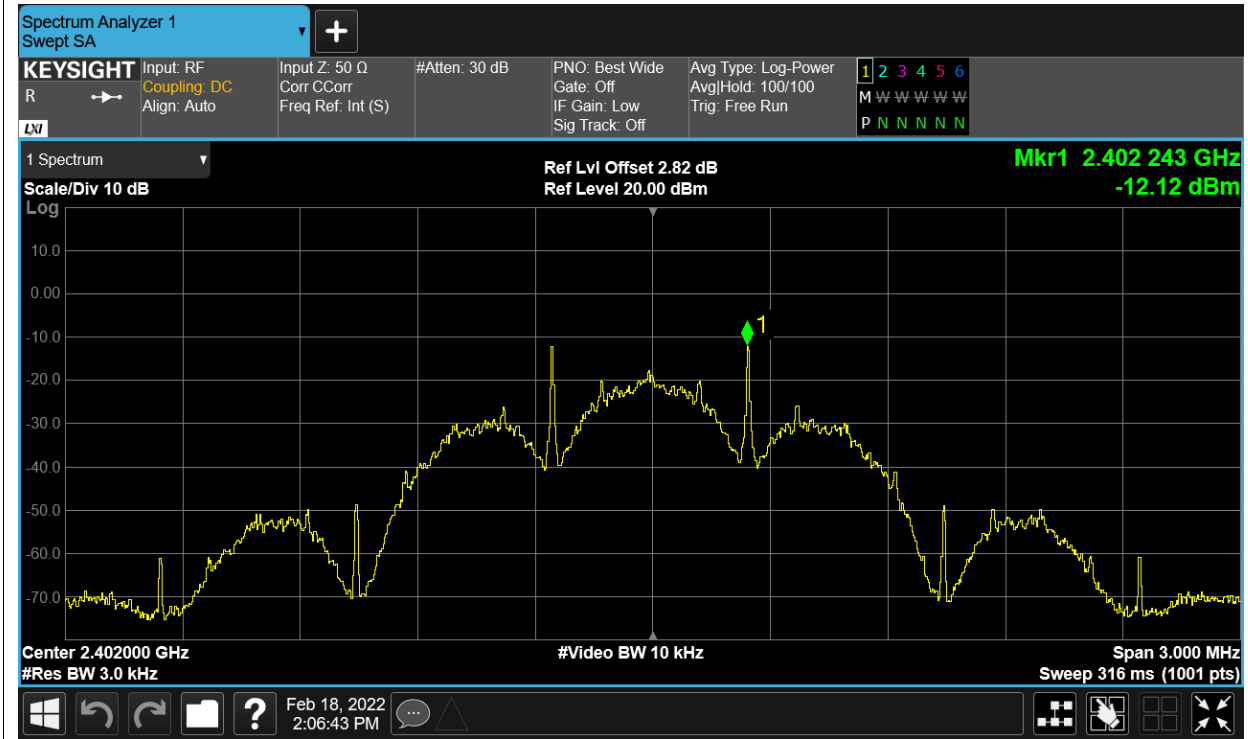 Spectrum Analyzer 1
Swept SA
KEYSIGHT
R
LXI
Input: RF
Coupling: DC
Align: Auto
Input Z: 50 Ω
Corr CCorr
Freq Ref: Int (S)
#Atten: 30 dB
PNO: Best Wide
Gate: Off
IF Gain: Low
Sig Track: Off
Avg Type: Log-Power
Avg|Hold: 100/100
Trig: Free Run
1 2 3 4 5 6
M W W W W W W
P N N N N N N
1 Spectrum
Scale/Div 10 dB
Log
Ref Lvl Offset 2.82 dB
Ref Level 20.00 dBm
Mkr1 2.402 243 GHz
-12.12 dBm
10.0
0.00
-10.0
-20.0
-30.0
-40.0
-50.0
-60.0
-70.0
1
Center 2.402000 GHz
#Res BW 3.0 kHz
#Video BW 10 kHz
Span 3.000 MHz
Sweep 316 ms (1001 pts)
?
Feb 18, 2022
2:06:43 PM